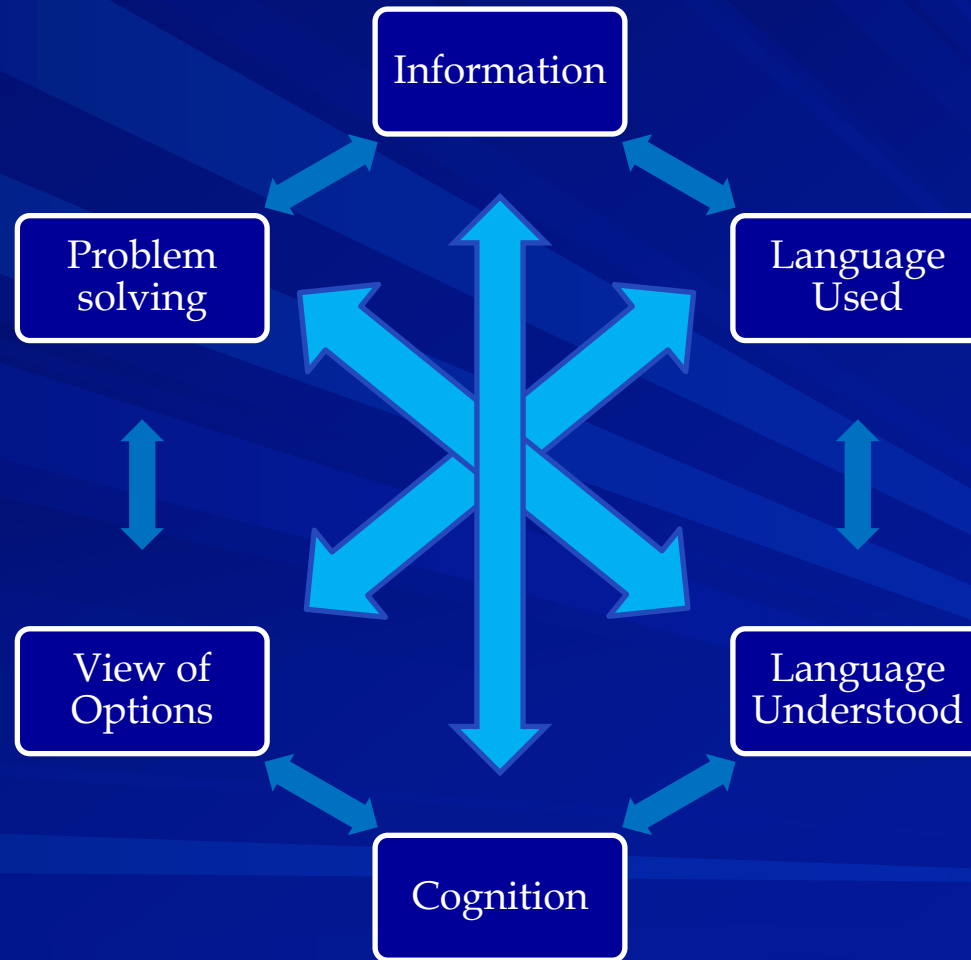 Information
Problem
solving
Language
Used
View of
Options
Language
Understood
Cognition